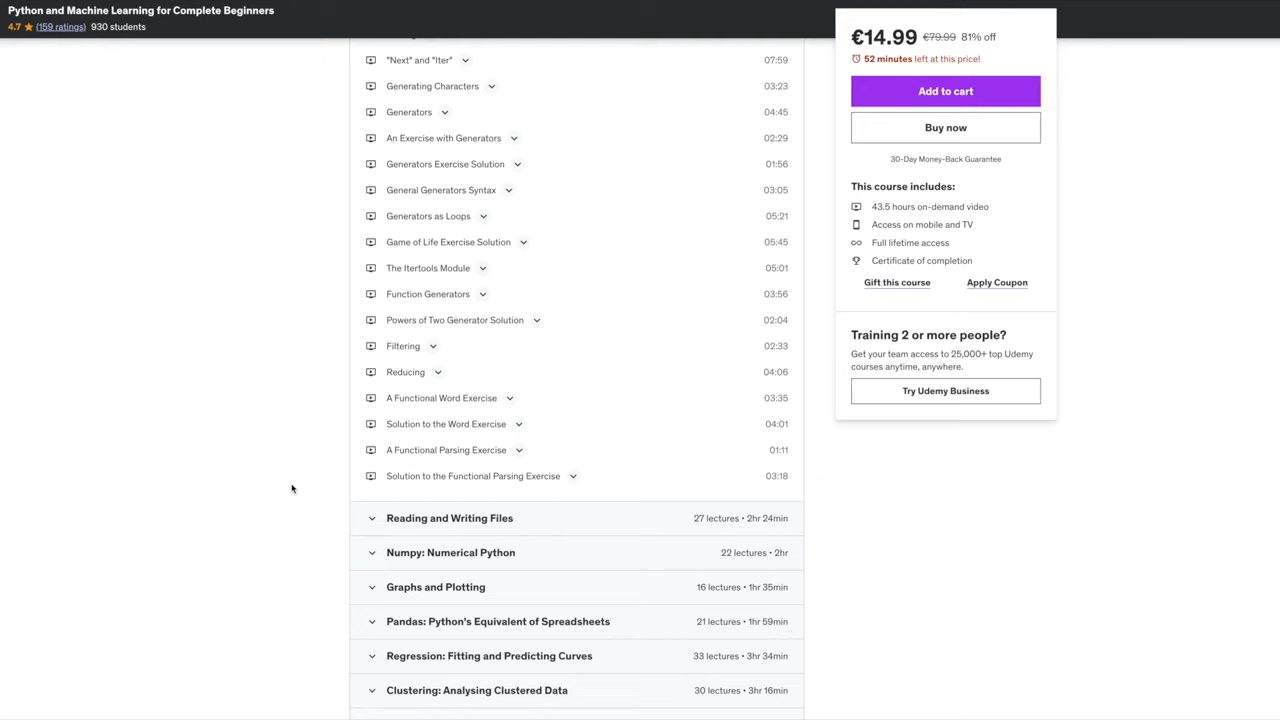 Python and Machine Learning for Complete Beginners
4.7 (159 ratings) 930 students
"Next" and "Iter" 07:59
Generating Characters 03:23
Generators 04:45
An Exercise with Generators 02:29
Generators Exercise Solution 01:56
General Generators Syntax 03:05
Generators as Loops 05:21
Game of Life Exercise Solution 05:45
The Itertools Module 05:01
Function Generators 03:56
Powers of Two Generator Solution 02:04
Filtering 02:33
Reducing 04:06
A Functional Word Exercise 03:35
Solution to the Word Exercise 04:01
A Functional Parsing Exercise 01:11
Solution to the Functional Parsing Exercise 03:18
Reading and Writing Files 27 lectures • 2hr 24min
Numpy: Numerical Python 22 lectures • 2hr
Graphs and Plotting 16 lectures • 1hr 35min
Pandas: Python's Equivalent of Spreadsheets 21 lectures • 1hr 59min
Regression: Fitting and Predicting Curves 33 lectures • 3hr 34min
Clustering: Analysing Clustered Data 30 lectures • 3hr 16min
€14.99 €79.99 81% off
52 minutes left at this price!
Add to cart
Buy now
30-Day Money-Back Guarantee
This course includes:
43.5 hours on-demand video
Access on mobile and TV
Full lifetime access
Certificate of completion
Gift this course Apply Coupon
Training 2 or more people?
Get your team access to 25,000+ top Udemy
courses anytime, anywhere.
Try Udemy Business